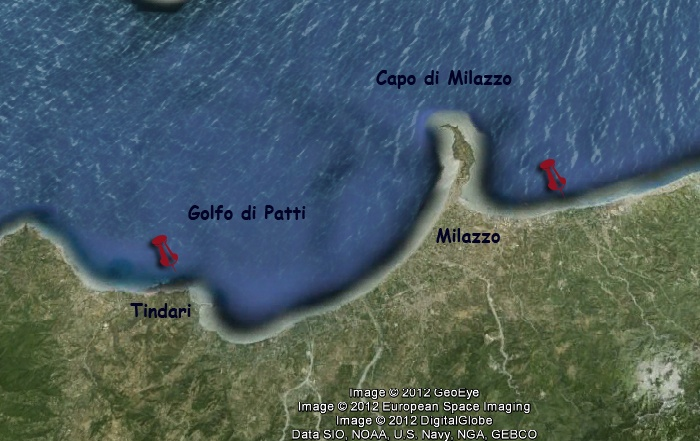 Capo di Milazzo
Golfo di Patti
Milazzo
Tindari
Image © 2012 GeoEye
Image © 2012 European Space Imaging
Image © 2012 DigitalGlobe
Data SIO, NOAA, U.S. Navy, NGA, GEBCO